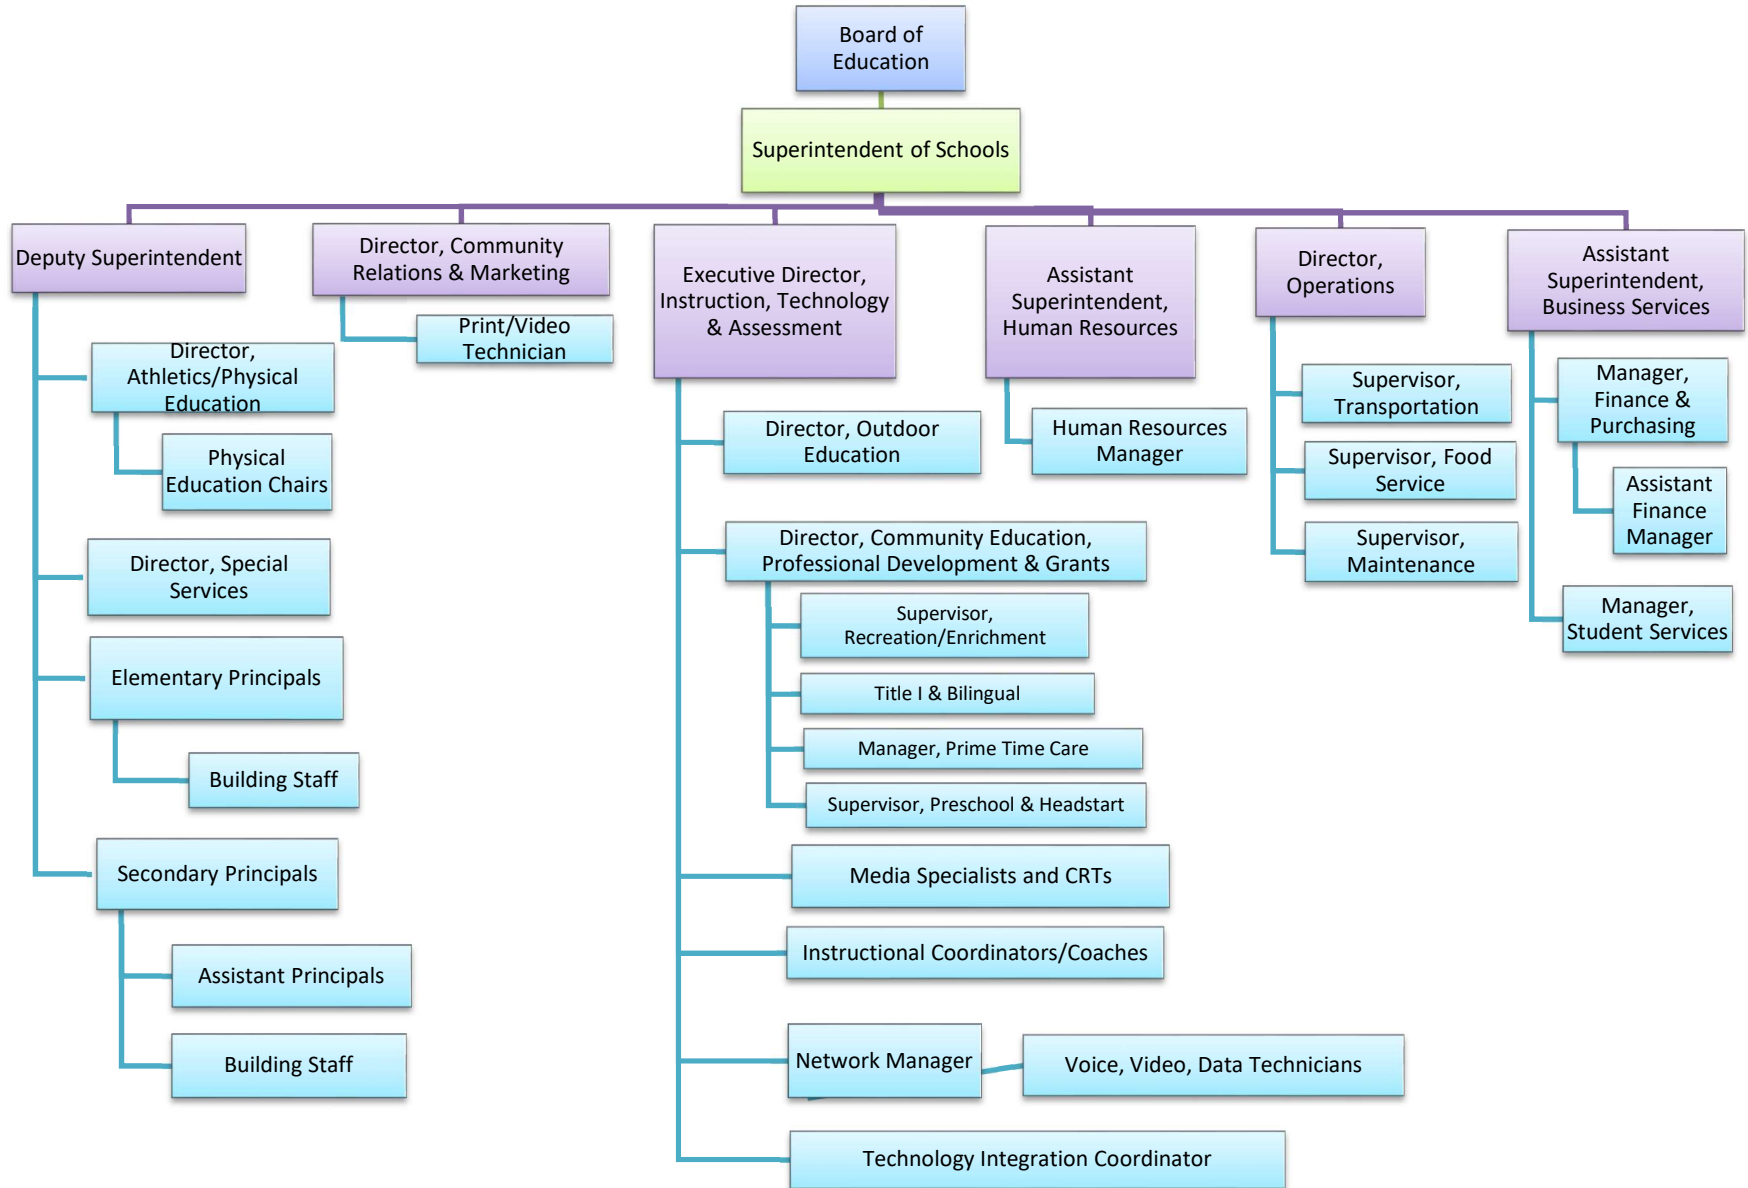 Board of
Education
Superintendent of Schools
Deputy Superintendent
Director,
Athletics/Physical
Education
Physical
Education Chairs
Director, Special
Services
Elementary Principals
Building Staff
Secondary Principals
Assistant Principals
Building Staff
Director, Community
Relations & Marketing
Print/Video
Technician
Executive Director,
Instruction, Technology
& Assessment
Director, Outdoor
Education
Director, Community Education,
Professional Development & Grants
Supervisor,
Recreation/Enrichment
Title I & Bilingual
Manager, Prime Time Care
Supervisor, Preschool & Headstart
Media Specialists and CRTs
Instructional Coordinators/Coaches
Network Manager
Voice, Video, Data Technicians
Technology Integration Coordinator
Assistant
Superintendent,
Human Resources
Human Resources
Manager
Director,
Operations
Supervisor,
Transportation
Supervisor, Food
Service
Supervisor,
Maintenance
Assistant
Superintendent,
Business Services
Manager,
Finance &
Purchasing
Assistant
Finance
Manager
Manager,
Student Services